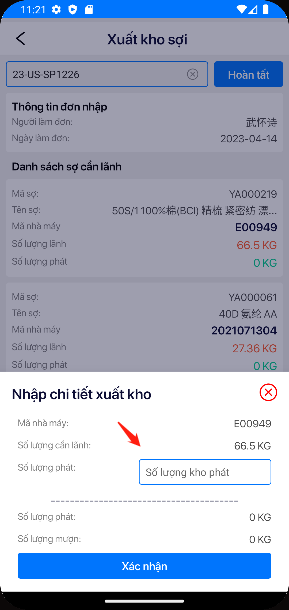 11:21
Xuất kho sợi
23-US-SP1226
Hoàn tất
Thông tin đơn nhập
Người làm đơn: 武怀诗
Ngày làm đơn: 2023-04-14
Danh sách sợ cần lãnh
Mã sợ: YA000219
Tên sợ: 50S/1 100%棉(BCI) 精梳 紧密纺 漂...
Mã nhà máy E00949
Số lượng lãnh 66.5 KG
Số lượng phát 0 KG
Mã sợ: YA000061
Tên sợ: 40D 氨纶 AA
Mã nhà máy 2021071304
Số lượng lãnh 27.36 KG
Số lượng phát 0 KG
Nhập chi tiết xuất kho
Mã nhà máy: E00949
Số lượng cần lãnh: 66.5 KG
Số lượng phát: Số lượng kho phát
Số lượng phát: 0 KG
Số lượng mượn: 0 KG
Xác nhận